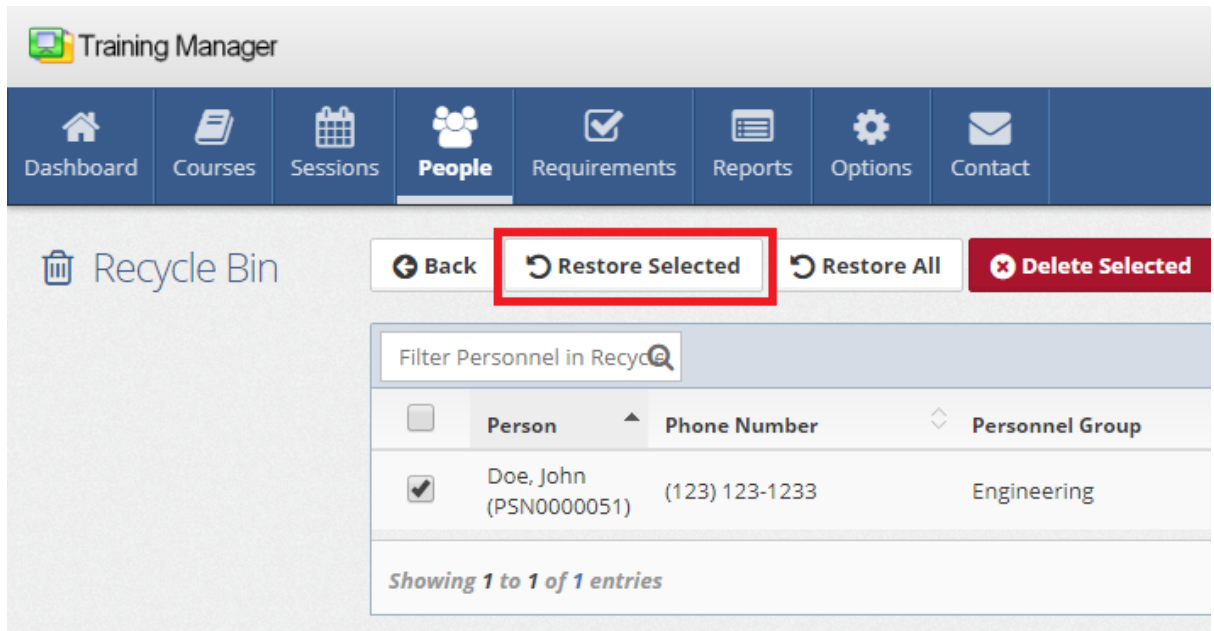 Training Manager
Dashboard Courses Sessions People Requirements Reports Options Contact
Recycle Bin Back Restore Selected Restore All Delete Selected
Filter Personnel in Recycle
Person Phone Number Personnel Group
Doe, John
(PSN0000051) (123) 123-1233 Engineering
Showing 1 to 1 of 1 entries